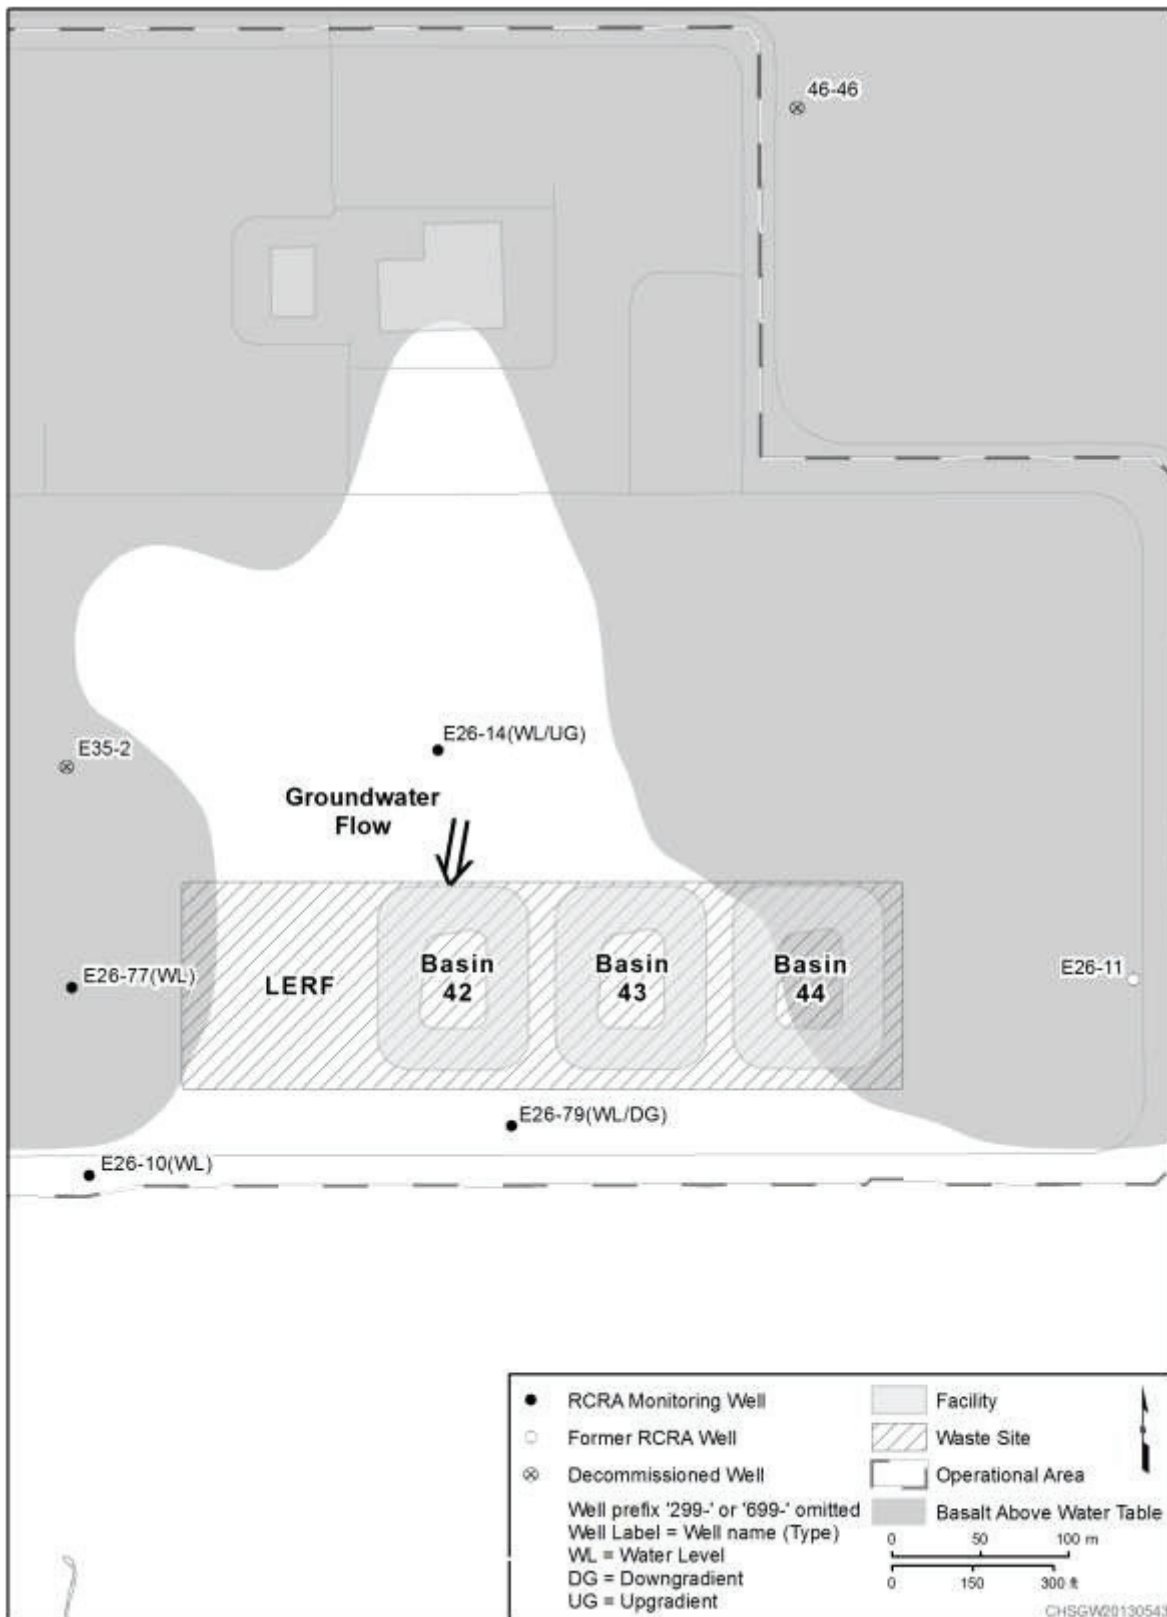 46-46
E26-14(WL/UG)
E35-2
Groundwater
Flow
E26-77(WL)
LERF
Basin
42
Basin
43
Basin
44
E26-11
E26-79(WL/DG)
E26-10(WL)
RCRA Monitoring Well
Former RCRA Well
Decommissioned Well
Well prefix '299-' or '699-' omitted
Well Label = Well name (Type)
WL = Water Level
DG = Downgradient
UG = Upgradient
Facility
Waste Site
Operational Area
Basalt Above Water Table
0 50 100 m
0 150 300 ft
CHSGW20130543